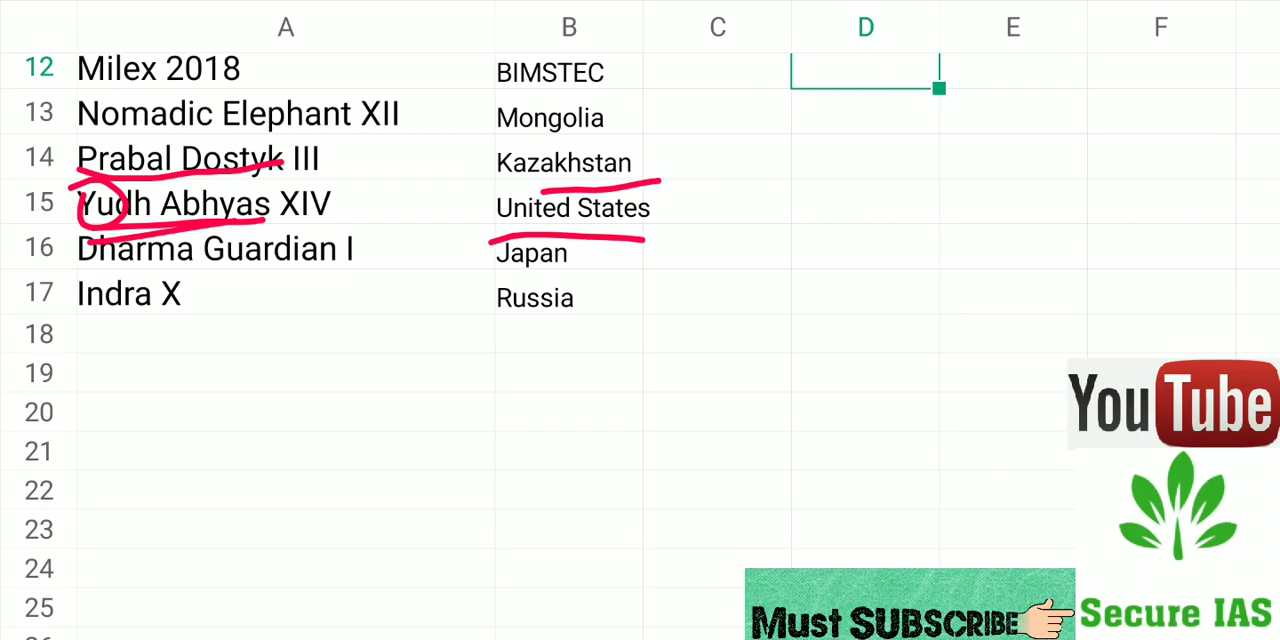 A B C D E F
12 Milex 2018 BIMSTEC
13 Nomadic Elephant XII Mongolia
14 Prabal Dostyk III Kazakhstan
15 Yudh Abhyas XIV United States
16 Dharma Guardian I Japan
17 Indra X Russia
18
19
20
21
22
23
24
25
YouTube
Must SUBSCRIBE
Secure IAS